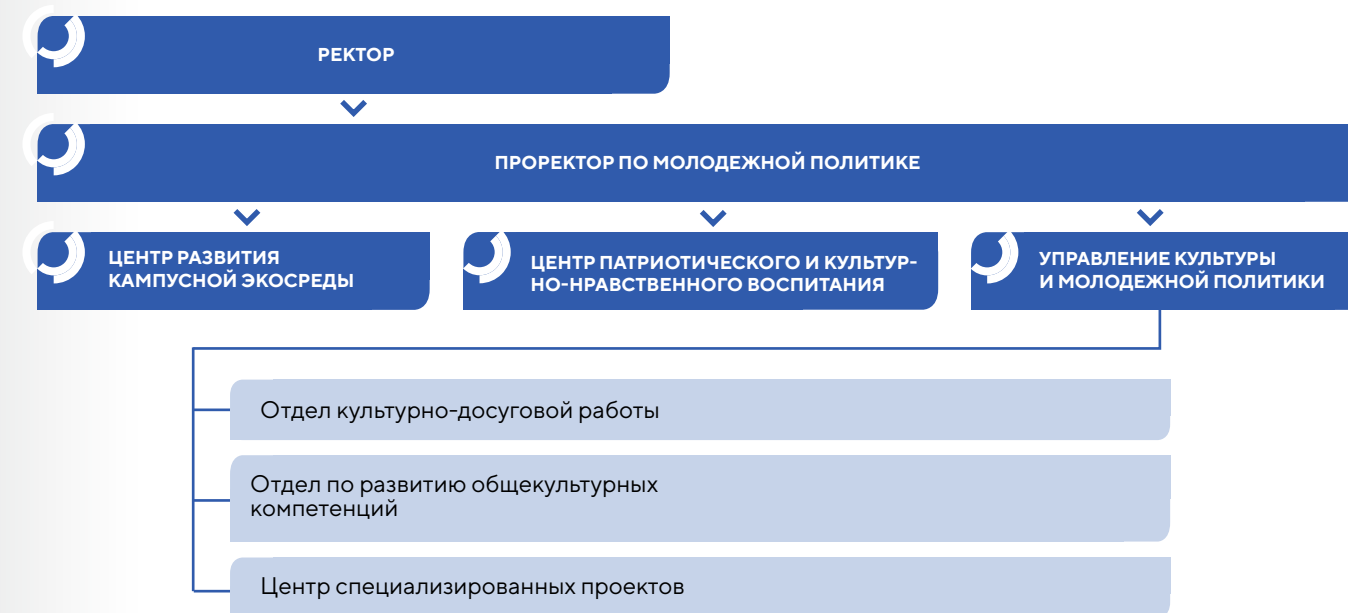 РЕКТОР
ПРОРЕКТОР ПО МОЛОДЕЖНОЙ ПОЛИТИКЕ
ЦЕНТР РАЗВИТИЯ
КАМПУСНОЙ ЭКОСРЕДЫ
ЦЕНТР ПАТРИОТИЧЕСКОГО И КУЛЬТУР-
НО-НРАВСТВЕННОГО ВОСПИТАНИЯ
УПРАВЛЕНИЕ КУЛЬТУРЫ
И МОЛОДЕЖНОЙ ПОЛИТИКИ
Отдел культурно-досуговой работы
Отдел по развитию общекультурных
компетенций
Центр специализированных проектов